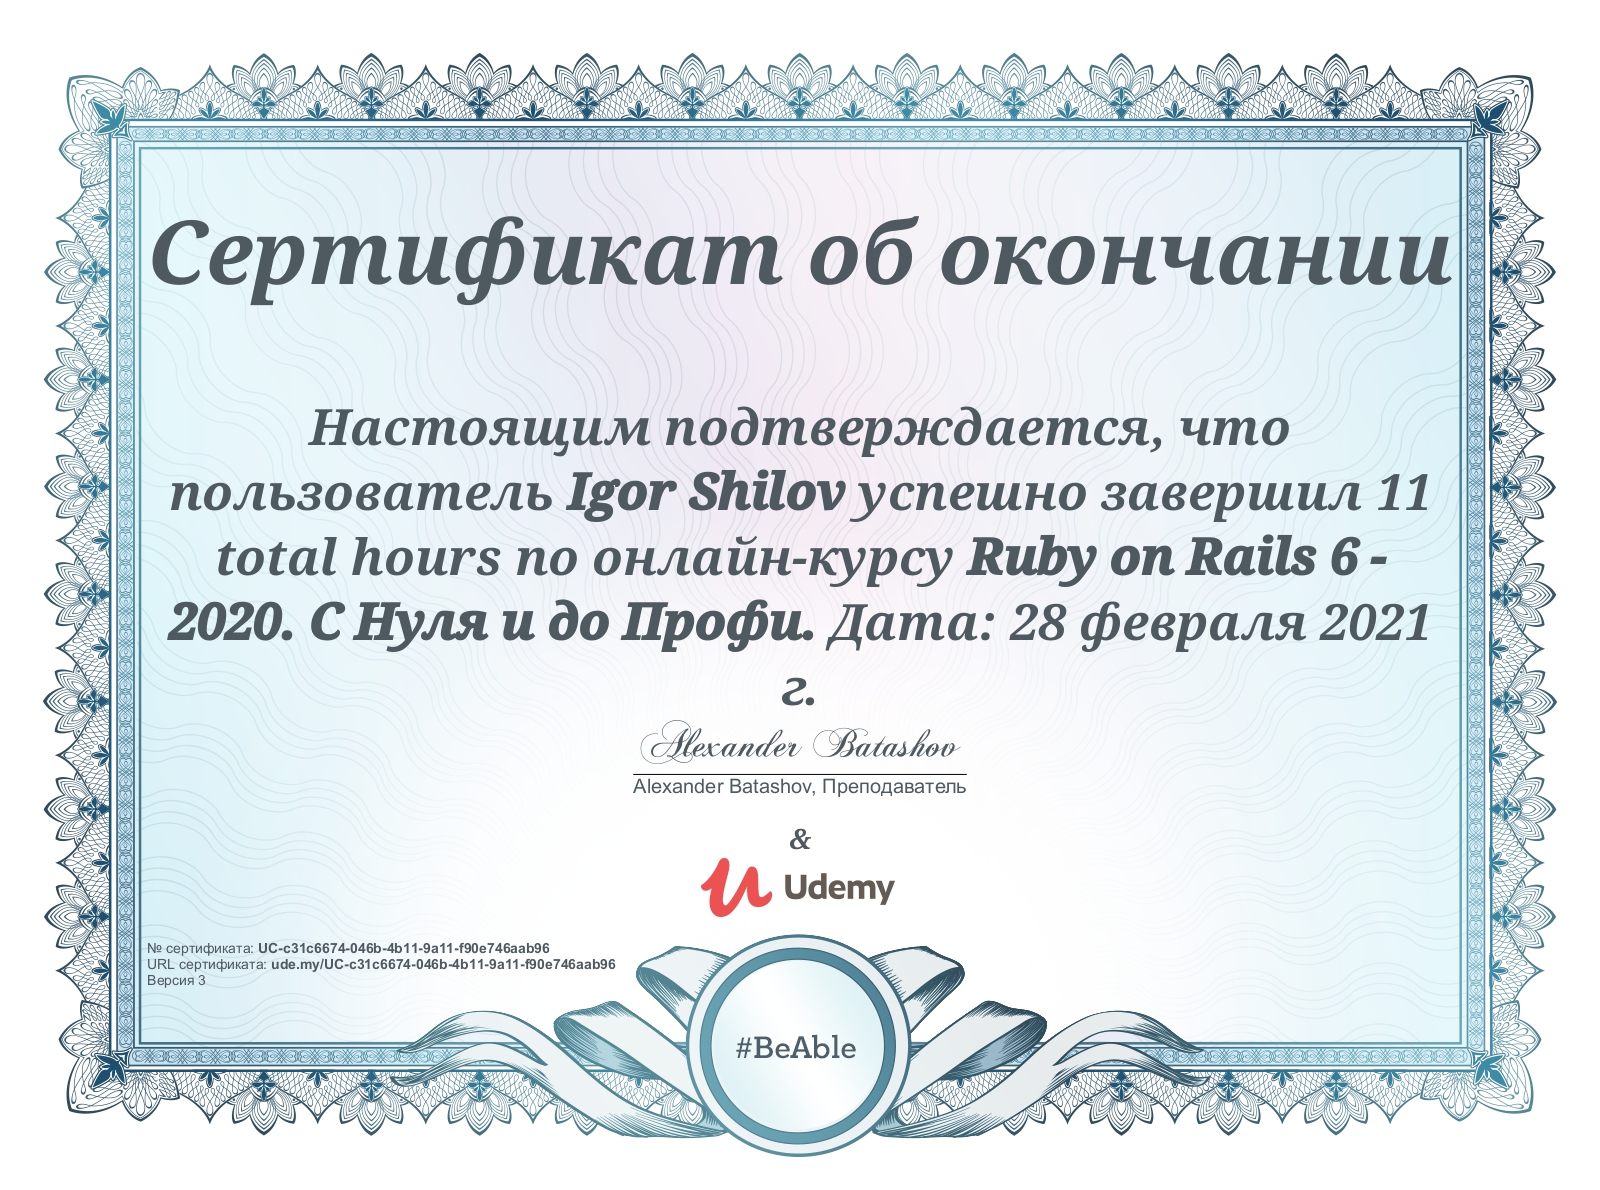 Сертификат об окончании
Настоящим подтверждается, что
пользователь Igor Shilov успешно завершил 11
total hours по онлайн-курсу Ruby on Rails 6 -
2020. С Нуля и до Профи. Дата: 28 февраля 2021
г.
Alexander Batashov
Alexander Batashov, Преподаватель
&
Udemy
№ сертификата: UC-c31c6674-046b-4b11-9a11-f90e746aab96
URL сертификата: ude.my/UC-c31c6674-046b-4b11-9a11-f90e746aab96
Версия 3
#BeAble